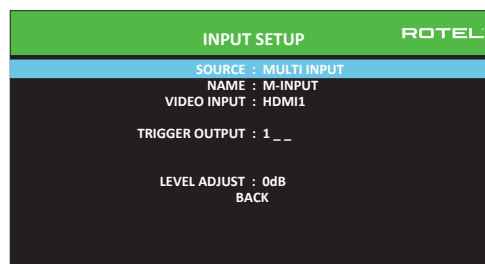 INPUT SETUP
ROTEL
SOURCE : MULTI INPUT
NAME : M-INPUT
VIDEO INPUT : HDMI1
TRIGGER OUTPUT : 1 _ _
LEVEL ADJUST : 0dB
BACK